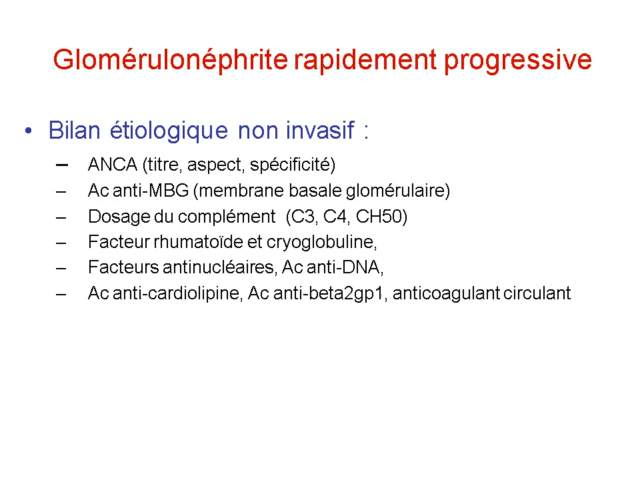 Glomérulonéphrite rapidement progressive
• Bilan étiologique non invasif :
– ANCA (titre, aspect, spécificité)
– Ac anti-MBG (membrane basale glomérulaire)
– Dosage du complément (C3, C4, CH50)
– Facteur rhumatoïde et cryoglobuline,
– Facteurs antinucléaires, Ac anti-DNA,
– Ac anti-cardiolipine, Ac anti-beta2gp1, anticoagulant circulant